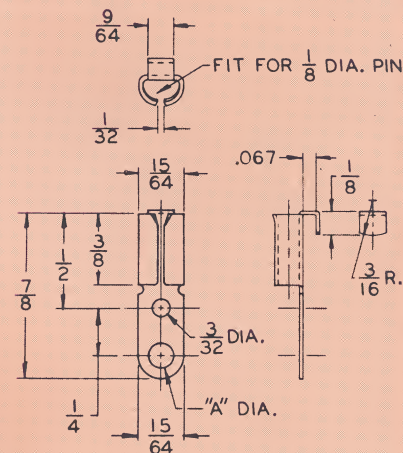 9/64
FIT FOR 1/8 DIA. PIN
1/32
15/64
.067
1/8
7/8
1/2
3/8
3/16 R.
3/32 DIA.
1/4
"A" DIA.
15/64